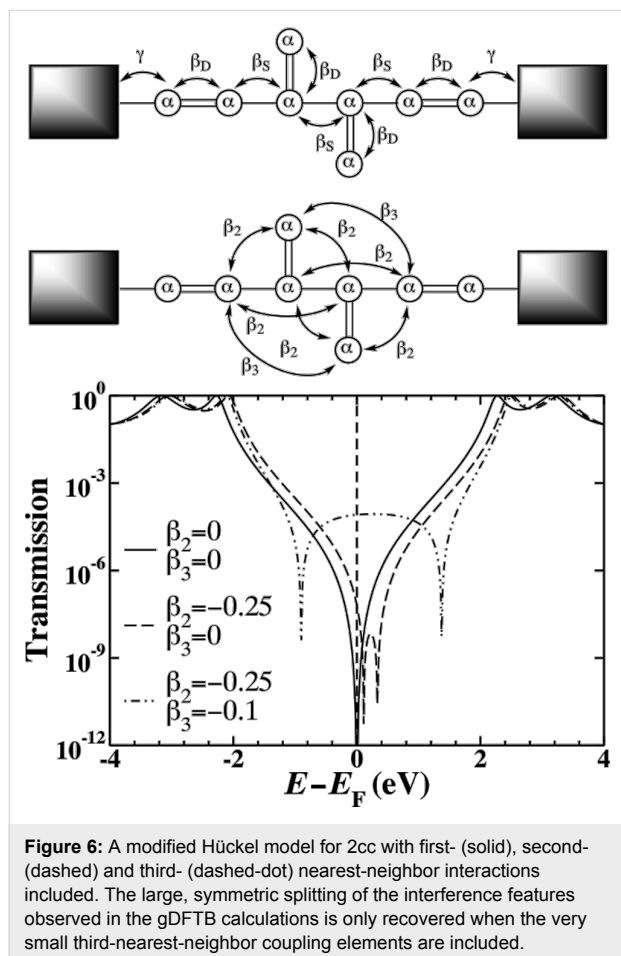 α
γ β_D β_S β_D β_S β_D γ
α α α α α α
β_S β_D
α
α β_3
β_2 β_2 β_2
α α α α α α
β_2 β_2 α β_2
β_3
Transmission
10^0
10^-3
10^-6
10^-9
10^-12
β_2=0
β_3=0
β_2=-0.25
β_3=0
β_2=-0.25
β_3=-0.1
-4 -2 0 2 4
E-E_F (eV)
Figure 6: A modified Hückel model for 2cc with first- (solid), second-
(dashed) and third- (dashed-dot) nearest-neighbor interactions
included. The large, symmetric splitting of the interference features
observed in the gDFTB calculations is only recovered when the very
small third-nearest-neighbor coupling elements are included.